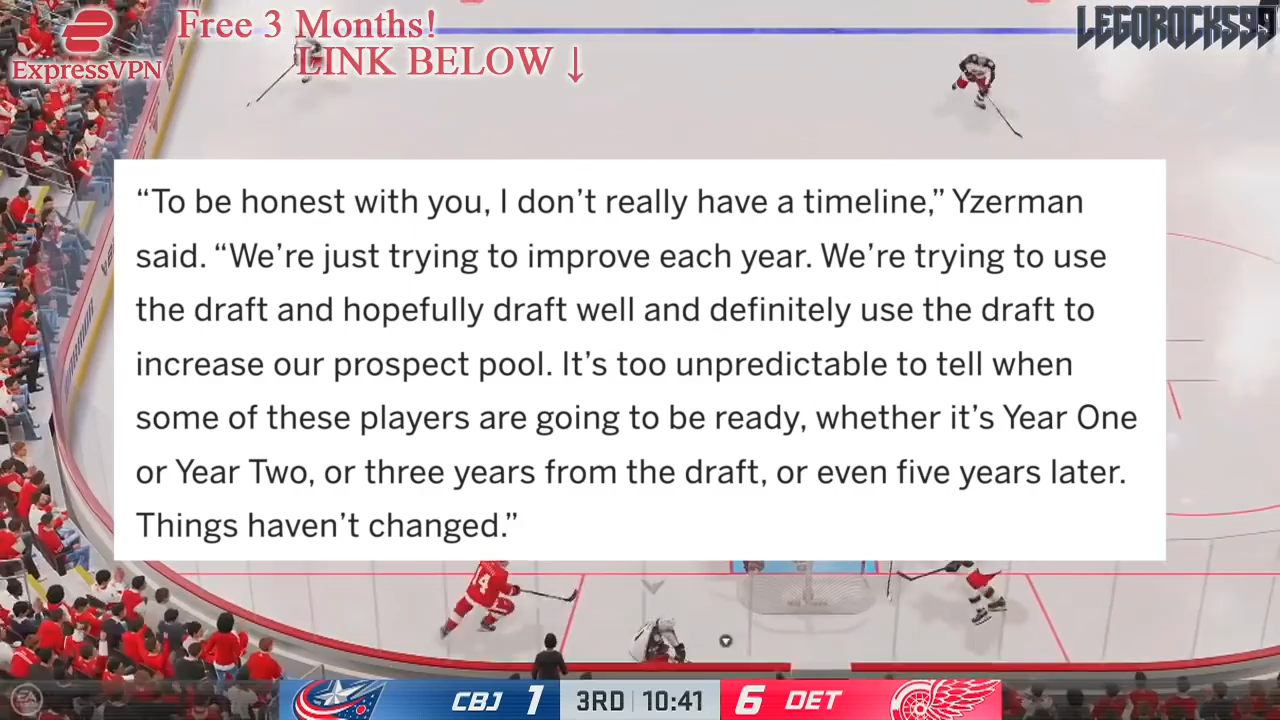 Free 3 Months!
LEGOROCKS99
ExpressVPN
LINK BELOW ↓
“To be honest with you, I don’t really have a timeline,” Yzerman
said. “We’re just trying to improve each year. We’re trying to use
the draft and hopefully draft well and definitely use the draft to
increase our prospect pool. It’s too unpredictable to tell when
some of these players are going to be ready, whether it’s Year One
or Year Two, or three years from the draft, or even five years later.
Things haven’t changed.”
14
EA
CBJ 1 3RD 10:41 6 DET